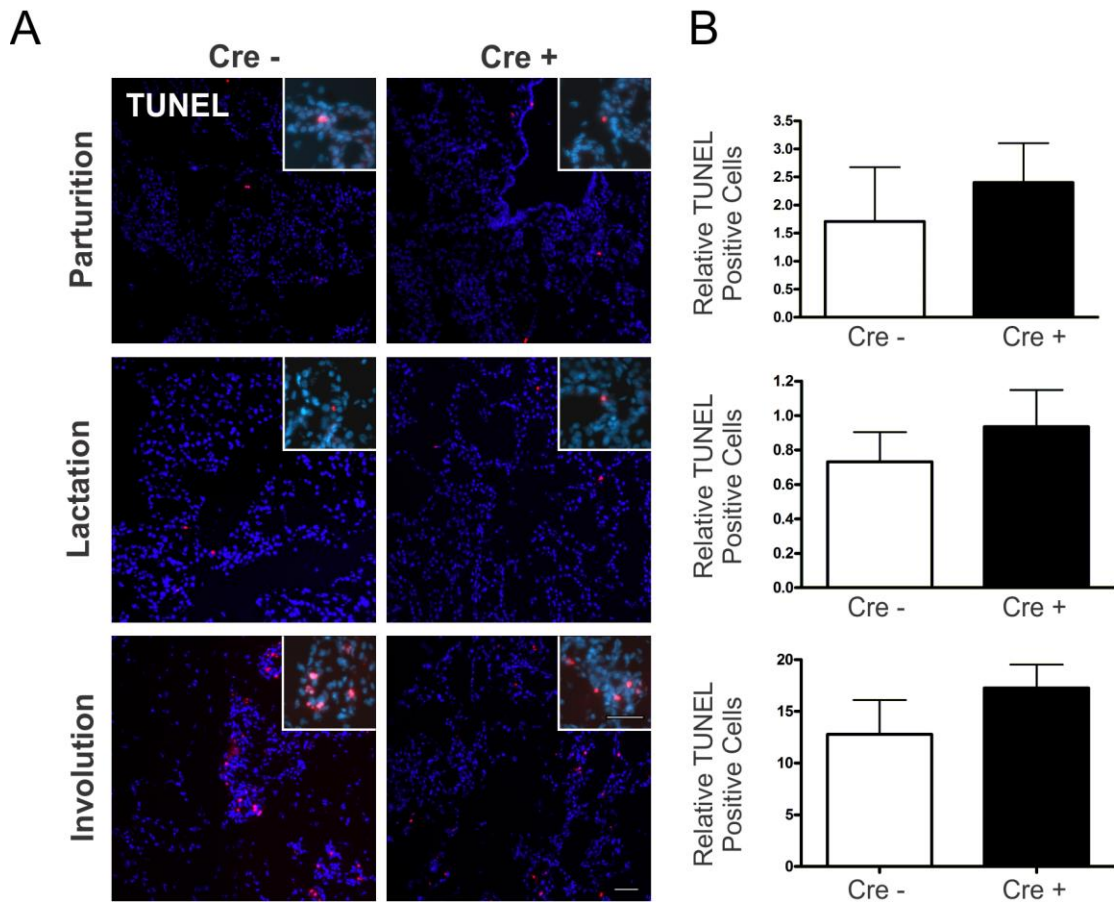 A
B
Cre -
Cre +
TUNEL
Parturition
Lactation
Involution
Relative TUNEL
Positive Cells
3.5
3.0
2.5
2.0
1.5
1.0
0.5
0.0
Cre -
Cre +
Relative TUNEL
Positive Cells
1.2
1.0
0.8
0.6
0.4
0.2
0.0
Cre -
Cre +
Relative TUNEL
Positive Cells
20
15
10
5
0
Cre -
Cre +